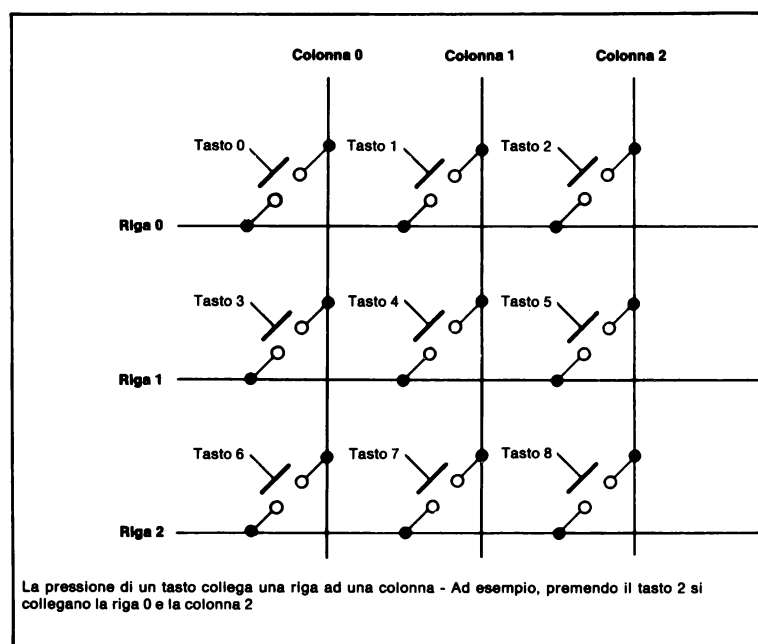 Colonna 0 Colonna 1 Colonna 2
Tasto 0 Tasto 1 Tasto 2
Riga 0
Tasto 3 Tasto 4 Tasto 5
Riga 1
Tasto 6 Tasto 7 Tasto 8
Riga 2
La pressione di un tasto collega una riga ad una colonna - Ad esempio, premendo il tasto 2 si
collegano la riga 0 e la colonna 2